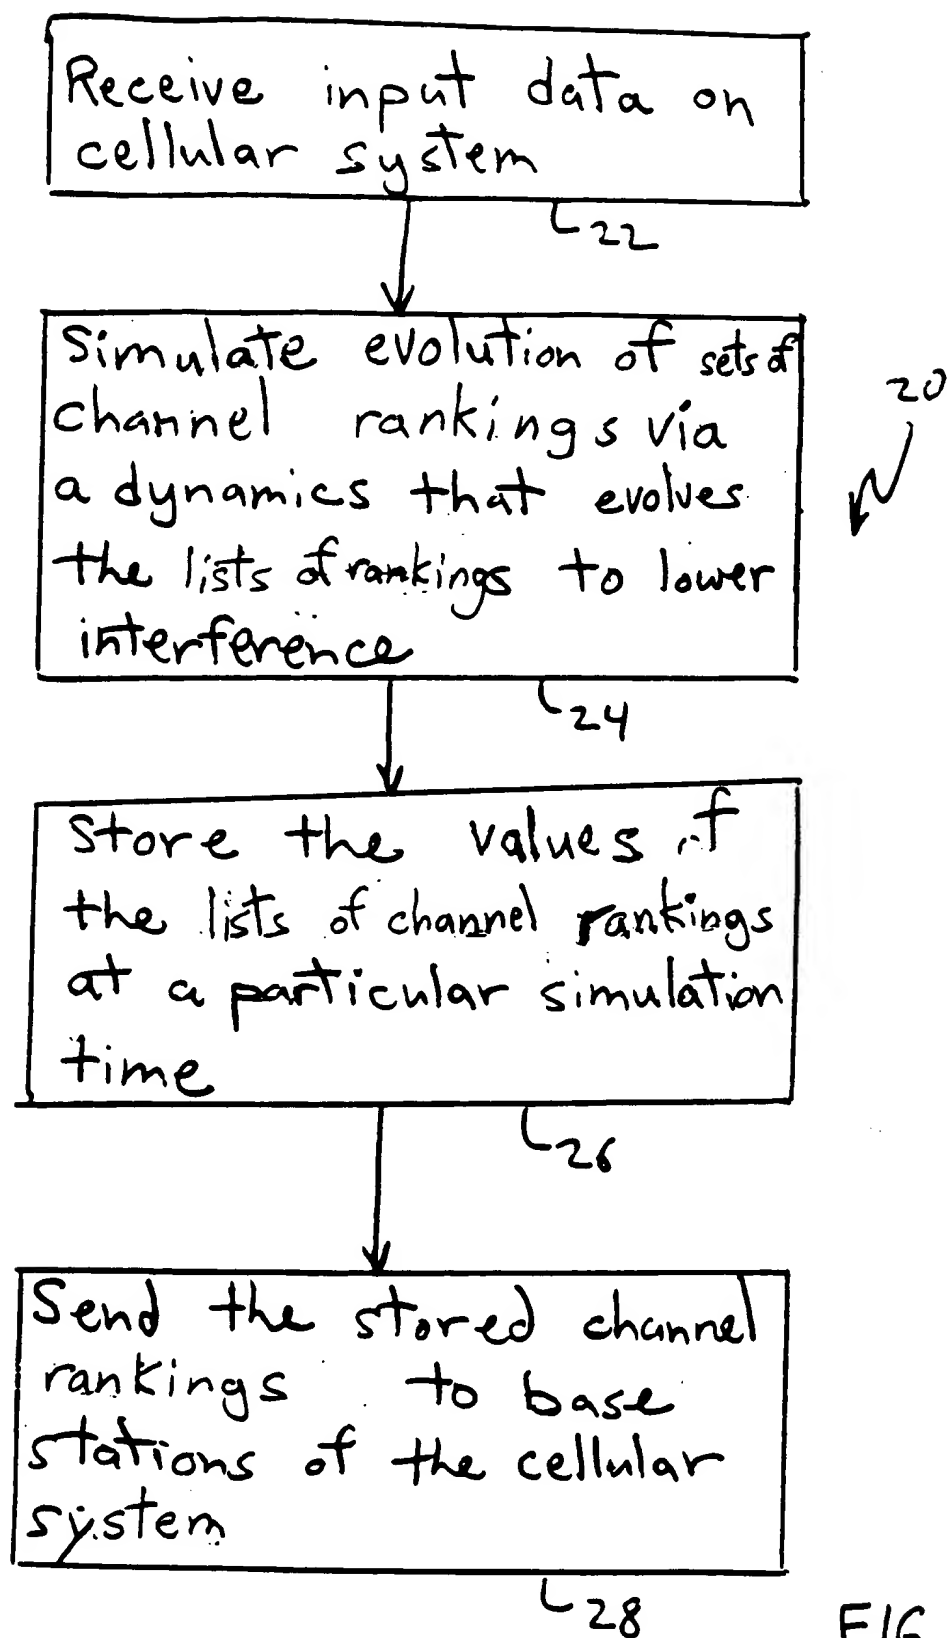 Receive input data on
cellular system
22
Simulate evolution of sets of
channel rankings via
a dynamics that evolves
the lists of rankings to lower
interference
20
24
Store the values of
the lists of channel rankings
at a particular simulation
time
26
Send the stored channel
rankings to base
stations of the cellular
system
28
FIG